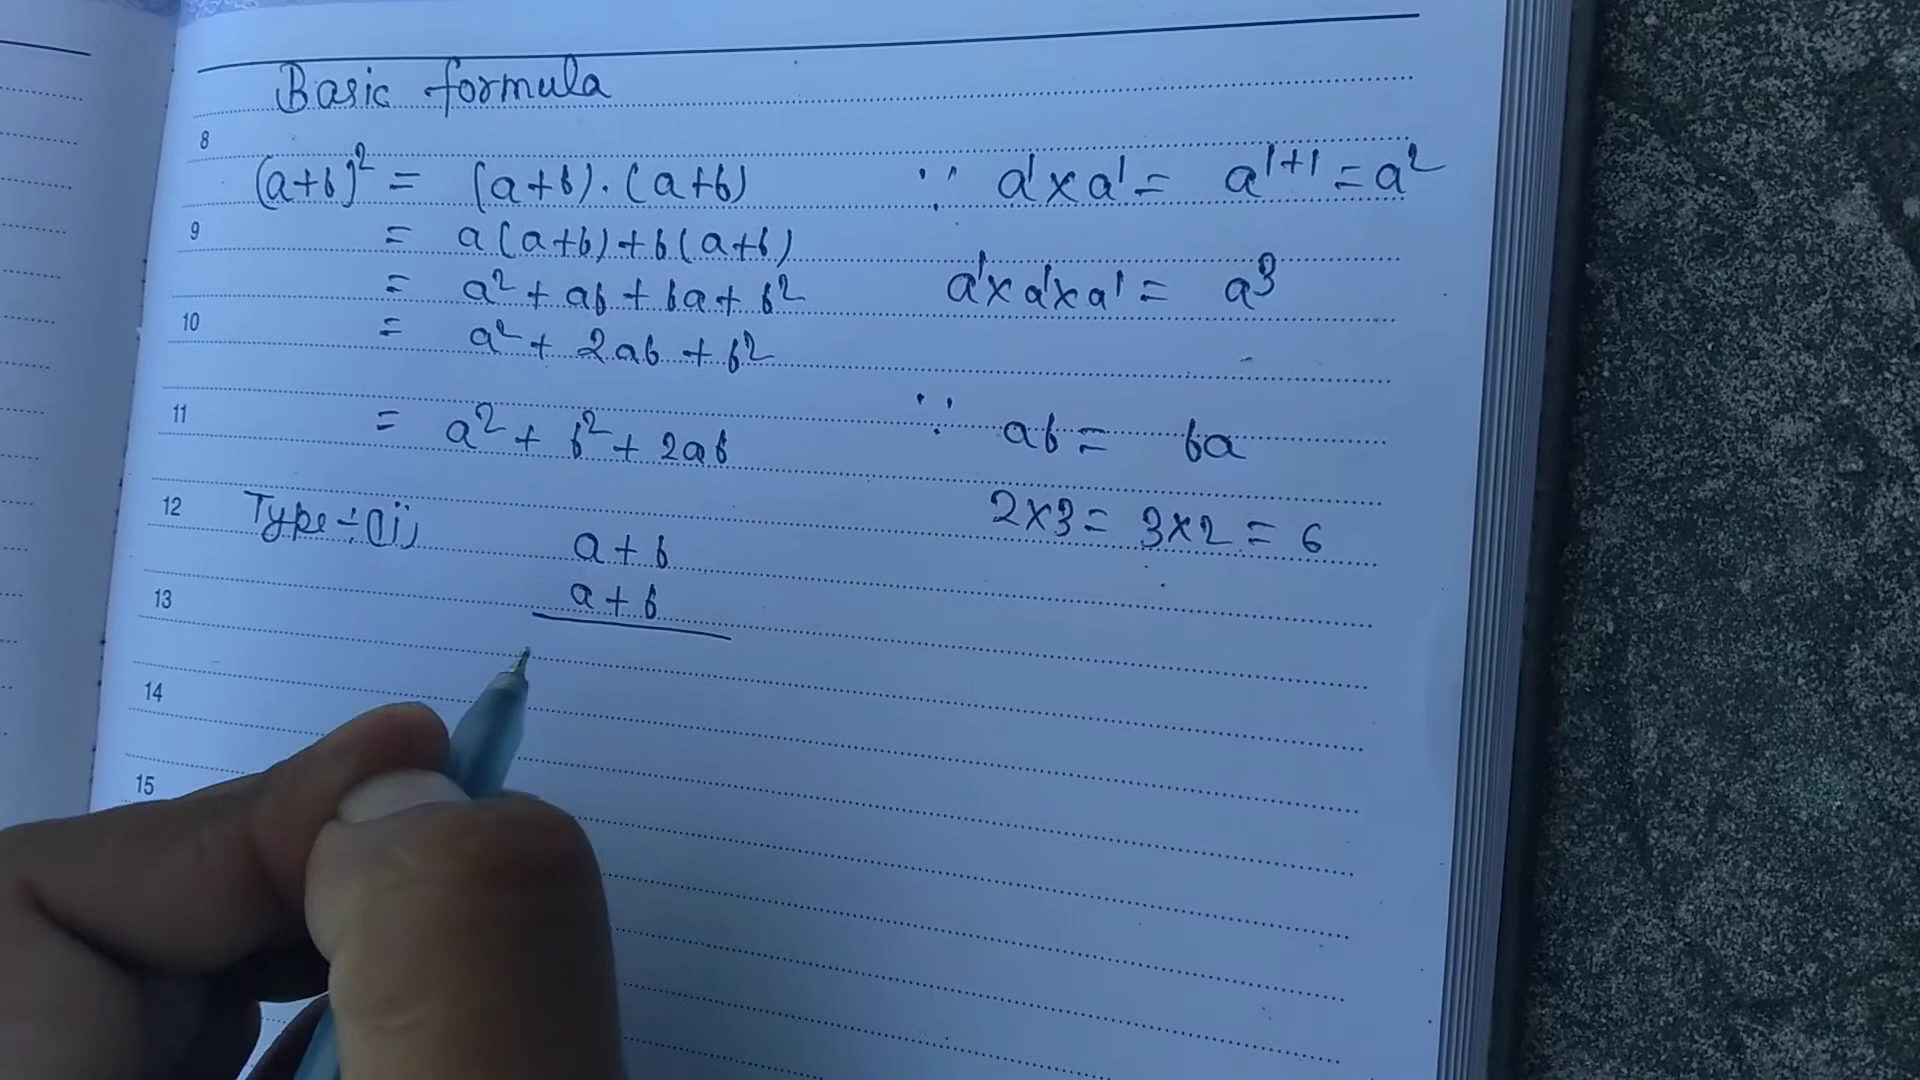 Basic formula
8
(a+b)² = (a+b).(a+b) ∵ a¹×a¹ = a¹⁺¹ = a²
9
= a(a+b)+b(a+b)
= a²+ab+ba+b² a¹×a¹×a¹ = a³
10
= a²+2ab+b²
11
= a²+b²+2ab ∵ ab = ba
12
Type ÷ (ii) a+b 2×3 = 3×2 = 6
13
a+b
14
15